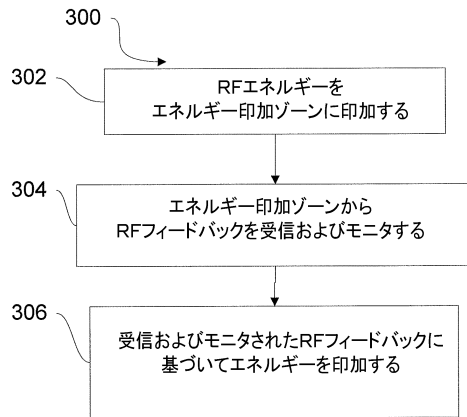 300
302
RFエネルギーを
エネルギー印加ゾーンに印加する
304
エネルギー印加ゾーンから
RFフィードバックを受信およびモニタする
306
受信およびモニタされたRFフィードバックに
基づいてエネルギーを印加する